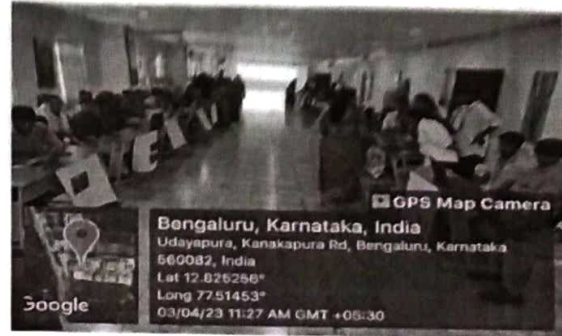 GPS Map Camera
Bengaluru, Karnataka, India
Udayapura, Kanakapura Rd, Bengaluru, Karnataka
560082, India
Lat 12.825256°
Long 77.51453°
03/04/23 11:27 AM GMT +05:30
Google